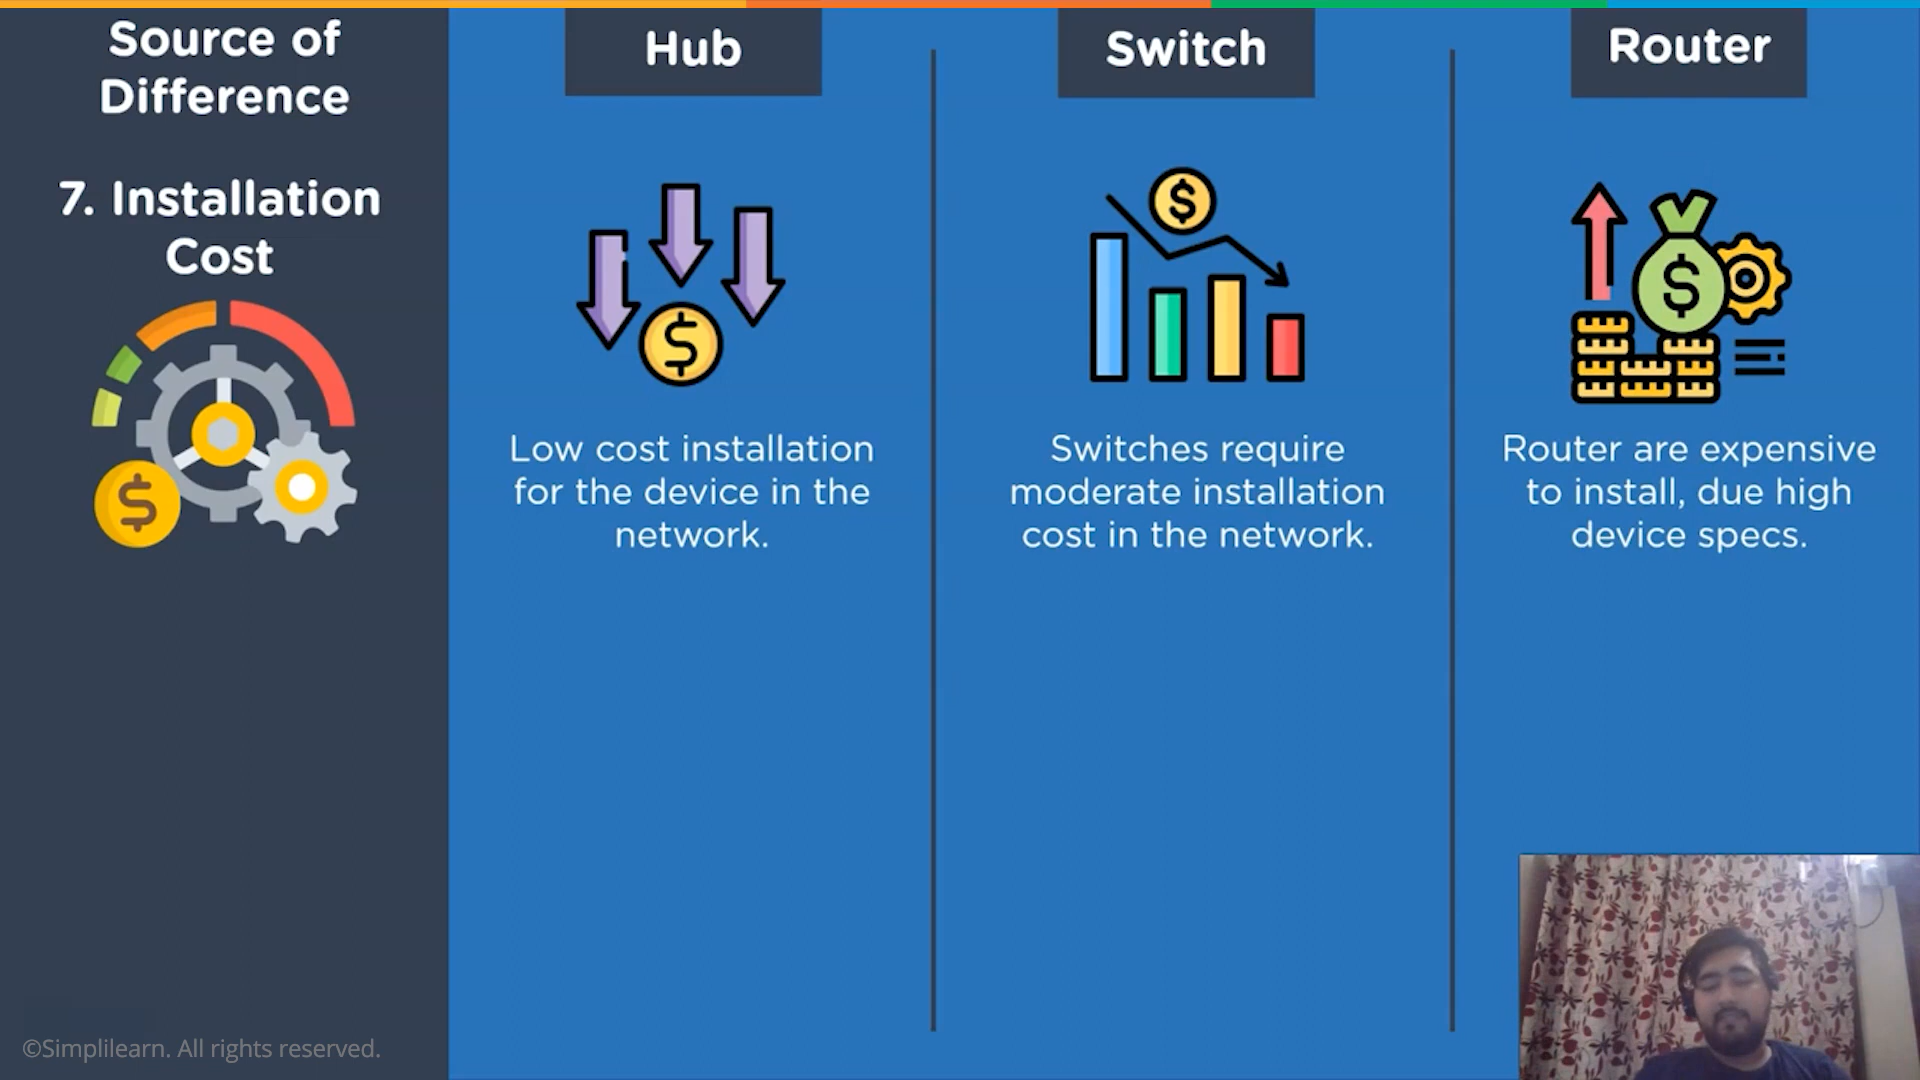 Source of
Difference
7. Installation
Cost
Hub
Low cost installation
for the device in the
network.
Switch
Switches require
moderate installation
cost in the network.
Router
Router are expensive
to install, due high
device specs.
©Simplilearn. All rights reserved.